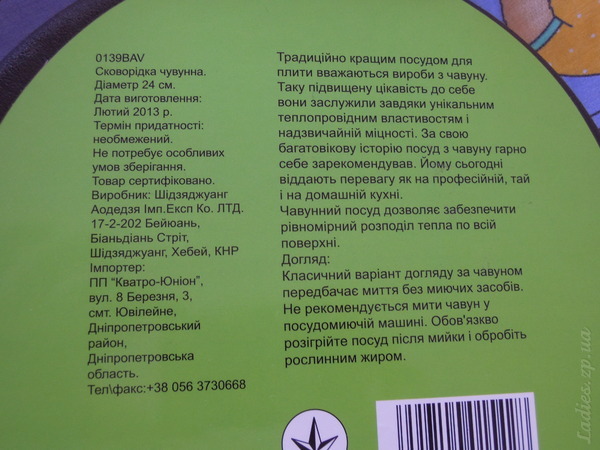 0139BAV
Сковорідка чувунна.
Діаметр 24 см.
Дата виготовлення:
Лютий 2013 р.
Термін придатності:
необмежений.
Не потребує особливих
умов зберігання.
Товар сертифіковано.
Виробник: Шідзяджуанг
Аодедзя Імп.Експ Ко. ЛТД.
17-2-202 Бейюань,
Біаньдіань Стріт,
Шідзяджуанг, Хебей, КНР
Імпортер:
ПП “Кватро-Юніон”,
вул. 8 Березня, 3,
смт. Ювілейне,
Дніпропетровський
район,
Дніпропетровська
область.
Тел\факс:+38 056 3730668
Традиційно кращим посудом для
плити вважаються вироби з чавуну.
Таку підвищену цікавість до себе
вони заслужили завдяки унікальним
теплопровідним властивостям і
надзвичайній міцності. За свою
багатовікову історію посуд з чавуну гарно
себе зарекомендував. Йому сьогодні
віддають перевагу як на професійній, так
і на домашній кухні.
Чавунний посуд дозволяє забезпечити
рівномірний розподіл тепла по всій
поверхні.
Догляд:
Класичний варіант догляду за чавуном
передбачає миття без миючих засобів.
Не рекомендується мити чавун у
посудомиючій машині. Обов'язкво
розігрійте посуд після мийки і обробіть
рослинним жиром.
Ladies.zp.ua